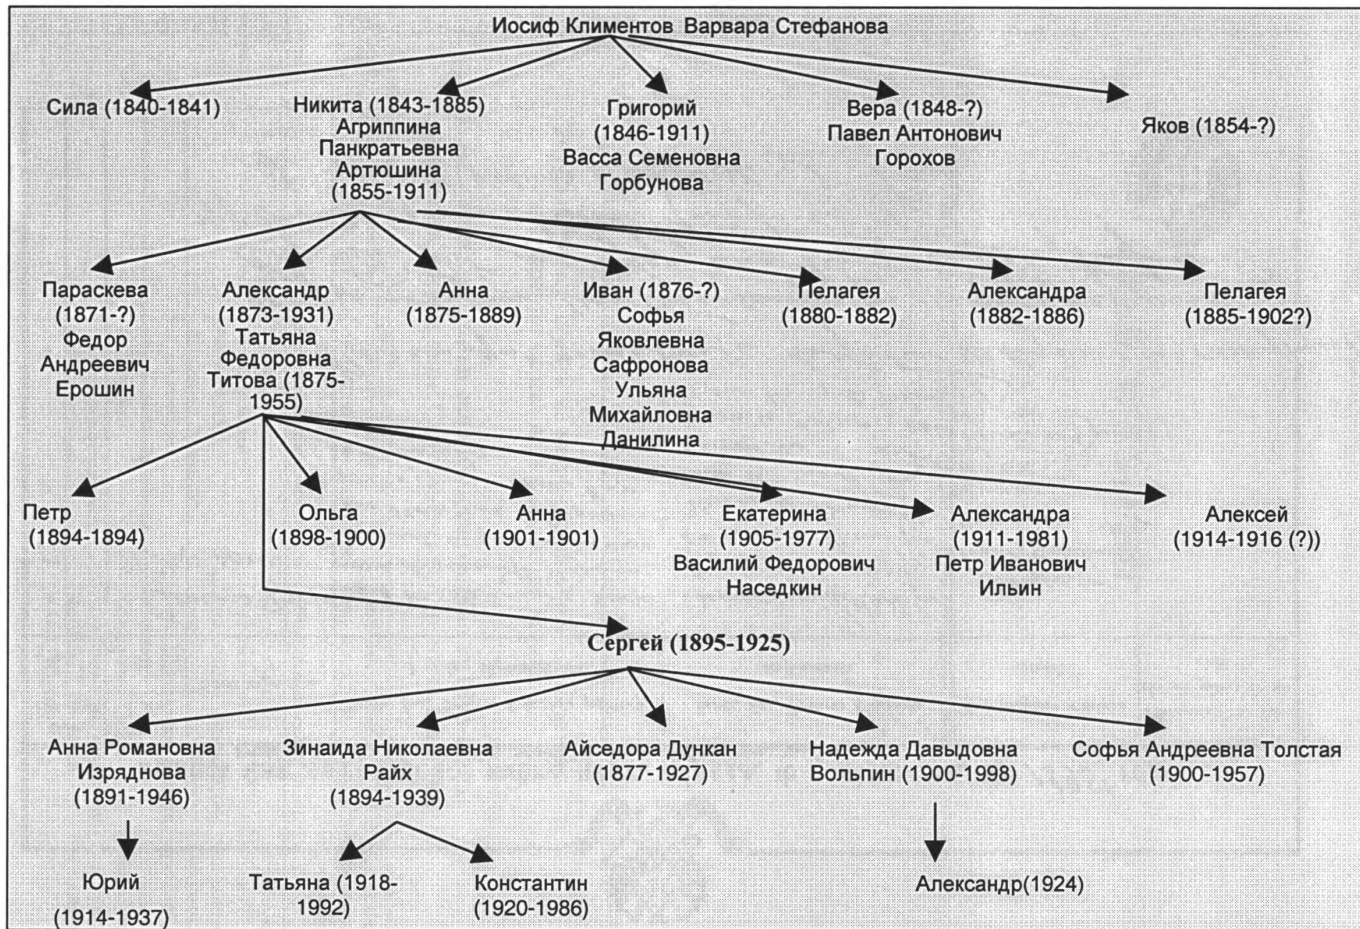 Иосиф Климентов Варвара Стефанова
Сила (1840-1841)
Никита (1843-1885)
Агриппина
Панкратьевна
Артюшина
(1855-1911)
Григорий
(1846-1911)
Васса Семеновна
Горбунова
Вера (1848-?)
Павел Антонович
Горохов
Яков (1854-?)
Параскева
(1871-?)
Федор
Андреевич
Ерошин
Александр
(1873-1931)
Татьяна
Федоровна
Титова (1875-
1955)
Анна
(1875-1889)
Иван (1876-?)
Софья
Яковлевна
Сафронова
Ульяна
Михайловна
Данилина
Пелагея
(1880-1882)
Александра
(1882-1886)
Пелагея
(1885-1902?)
Петр
(1894-1894)
Ольга
(1898-1900)
Анна
(1901-1901)
Екатерина
(1905-1977)
Василий Федорович
Наседкин
Александра
(1911-1981)
Петр Иванович
Ильин
Алексей
(1914-1916 (?))
Сергей (1895-1925)
Анна Романовна
Изряднова
(1891-1946)
Зинаида Николаевна
Райх
(1894-1939)
Айседора Дункан
(1877-1927)
Надежда Давыдовна
Вольпин (1900-1998)
Софья Андреевна Толстая
(1900-1957)
Юрий
(1914-1937)
Татьяна (1918-
1992)
Константин
(1920-1986)
Александр(1924)